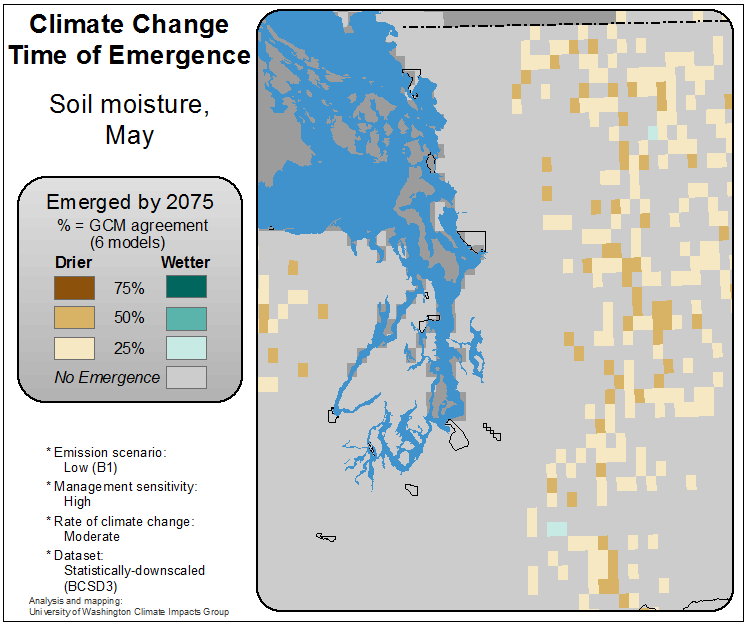 Climate Change
Time of Emergence
Soil moisture,
May
Emerged by 2075
% = GCM agreement
(6 models)
Drier Wetter
75%
50%
25%
No Emergence
* Emission scenario:
Low (B1)
* Management sensitivity:
High
* Rate of climate change:
Moderate
* Dataset:
Statistically-downscaled
(BCSD3)
Analysis and mapping:
University of Washington Climate Impacts Group